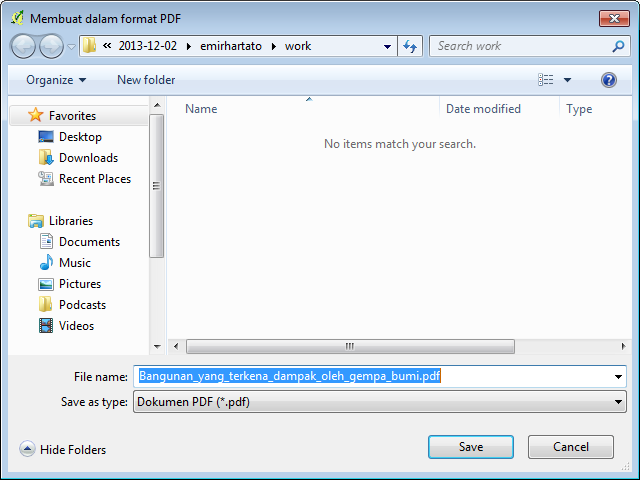 Membuat dalam format PDF
« 2013-12-02 emirhartato work
Search work
Organize New folder
Favorites
Desktop
Downloads
Recent Places
Libraries
Documents
Music
Pictures
Podcasts
Videos
Name Date modified Type
No items match your search.
File name: Bangunan_yang_terkena_dampak_oleh_gempa_bumi.pdf
Save as type: Dokumen PDF (*.pdf)
Hide Folders Save Cancel